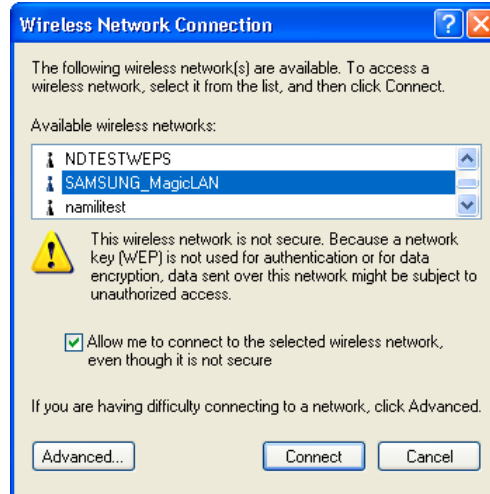 Wireless Network Connection
The following wireless network(s) are available. To access a
wireless network, select it from the list, and then click Connect.
Available wireless networks:
NDTESTWEPS
SAMSUNG_MagicLAN
namilitest
This wireless network is not secure. Because a network
key (WEP) is not used for authentication or for data
encryption, data sent over this network might be subject to
unauthorized access.
Allow me to connect to the selected wireless network,
even though it is not secure
If you are having difficulty connecting to a network, click Advanced.
Advanced... Connect Cancel